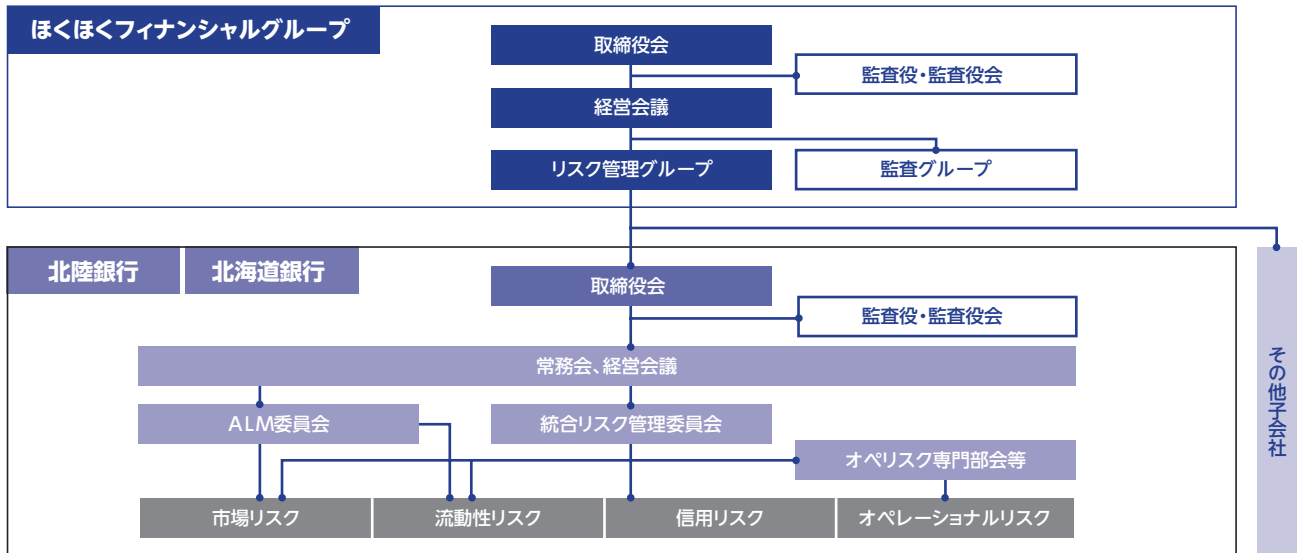 ほくほくフィナンシャルグループ
取締役会
監査役・監査役会
経営会議
リスク管理グループ
監査グループ
北陸銀行
北海道銀行
取締役会
監査役・監査役会
常務会、経営会議
ALM委員会
統合リスク管理委員会
オペリスク専門部会等
市場リスク
流動性リスク
信用リスク
オペレーショナルリスク
その他子会社